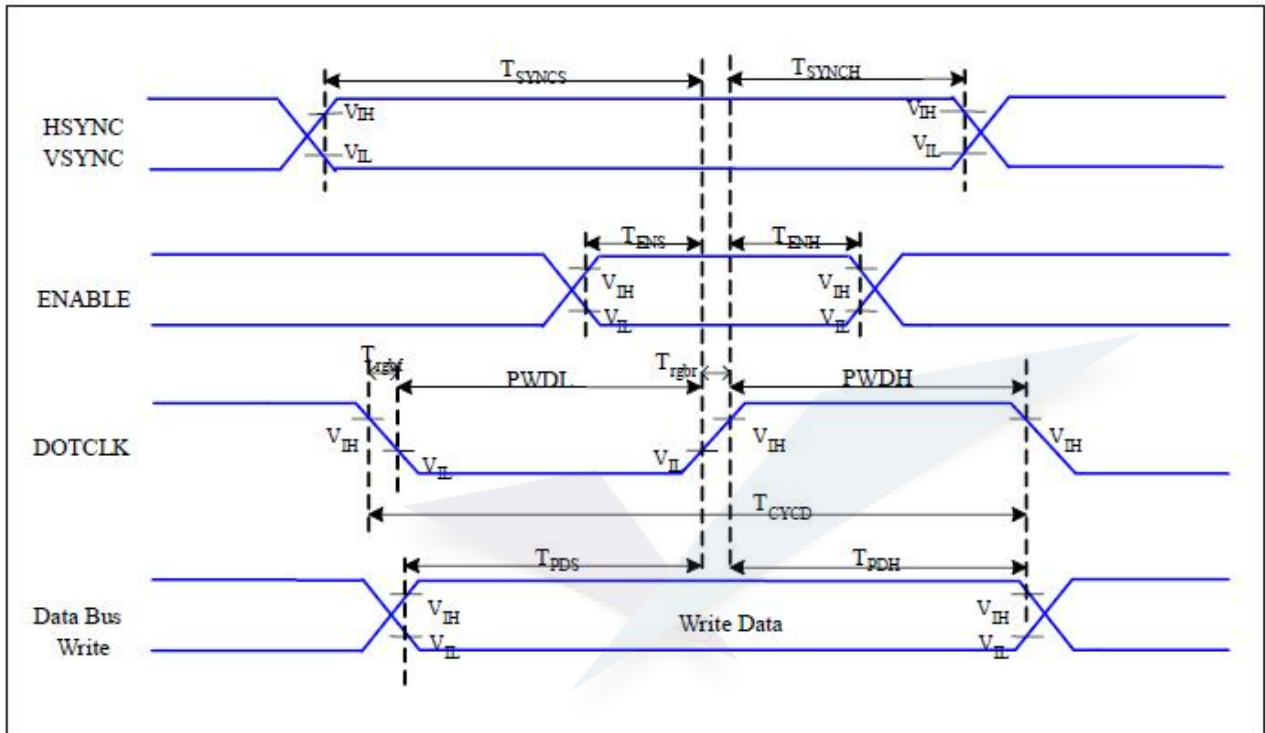 TSYNCS TSYNCH
HSYNC VIH VIH
VSYNC VIL VIL
TENS TENH
ENABLE VIH VIH
VIL VIL
Trgbf PWDL Trgbr PWDH
DOTCLK VIH VIL VIL VIH VIH
TCYCD
TPDS TPDH
Data Bus VIH Write Data VIH
Write VIL VIL